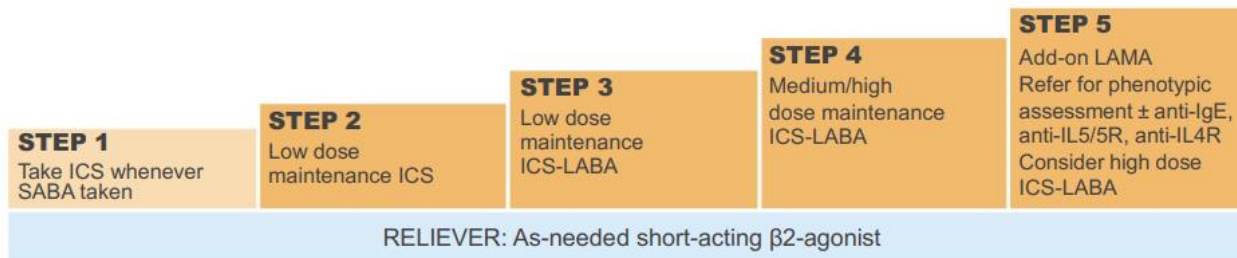 STEP 1
Take ICS whenever
SABA taken
STEP 2
Low dose
maintenance ICS
STEP 3
Low dose
maintenance
ICS-LABA
STEP 4
Medium/high
dose maintenance
ICS-LABA
STEP 5
Add-on LAMA
Refer for phenotypic
assessment ± anti-IgE,
anti-IL5/5R, anti-IL4R
Consider high dose
ICS-LABA
RELIEVER: As-needed short-acting β2-agonist